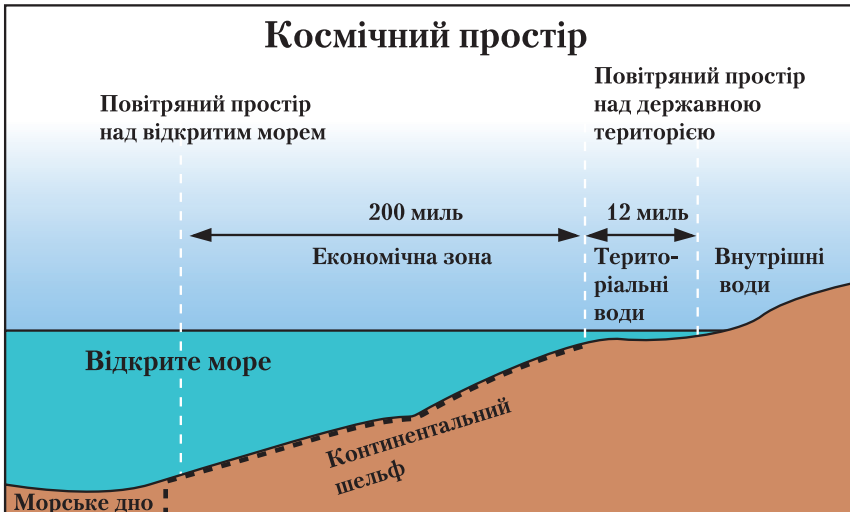 Космічний простір
Повітряний простір
над відкритим морем
Повітряний простір
над державною
територією
200 миль
12 миль
Економічна зона
Терито-
ріальні
води
Внутрішні
води
Відкрите море
Континентальний
шельф
Морське дно